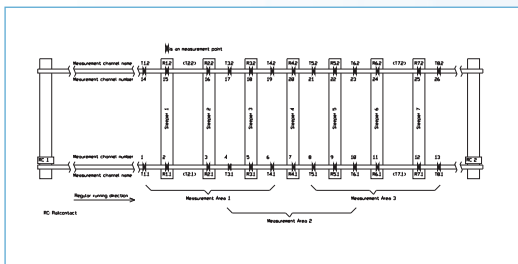 is an measurement point
Measurement channel name T1.2 R1.2 (T2.2) R2.2 T3.2 R3.2 T4.2 R4.2 T5.2 R5.2 T6.2 R6.2 (T7.2) R7.2 T8.2
Measurement channel number 14 15 16 17 18 19 20 21 22 23 24 25 26
Sleeper 1 Sleeper 2 Sleeper 3 Sleeper 4 Sleeper 5 Sleeper 6 Sleeper 7
RC 1 RC 2
Measurement channel number 1 2 3 4 5 6 7 8 9 10 11 12 13
Measurement channel name T1.1 R1.1 (T2.1) R2.1 T3.1 R3.1 T4.1 R4.1 T5.1 R5.1 T6.1 R6.1 (T7.1) R7.1 T8.1
Regular running direction
Measurement Area 1 Measurement Area 3
RC Railcontact
Measurement Area 2